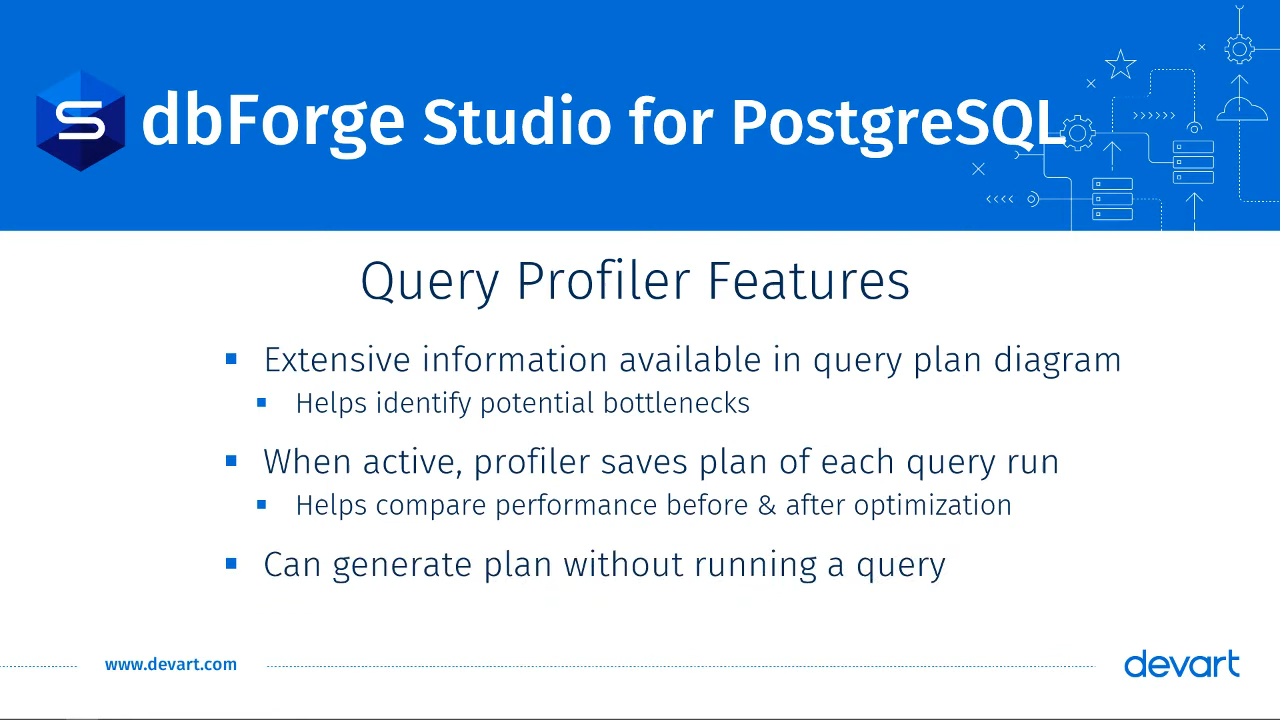 dbForge Studio for PostgreSQL
Query Profiler Features
Extensive information available in query plan diagram
Helps identify potential bottlenecks
When active, profiler saves plan of each query run
Helps compare performance before & after optimization
Can generate plan without running a query
www.devart.com
devart